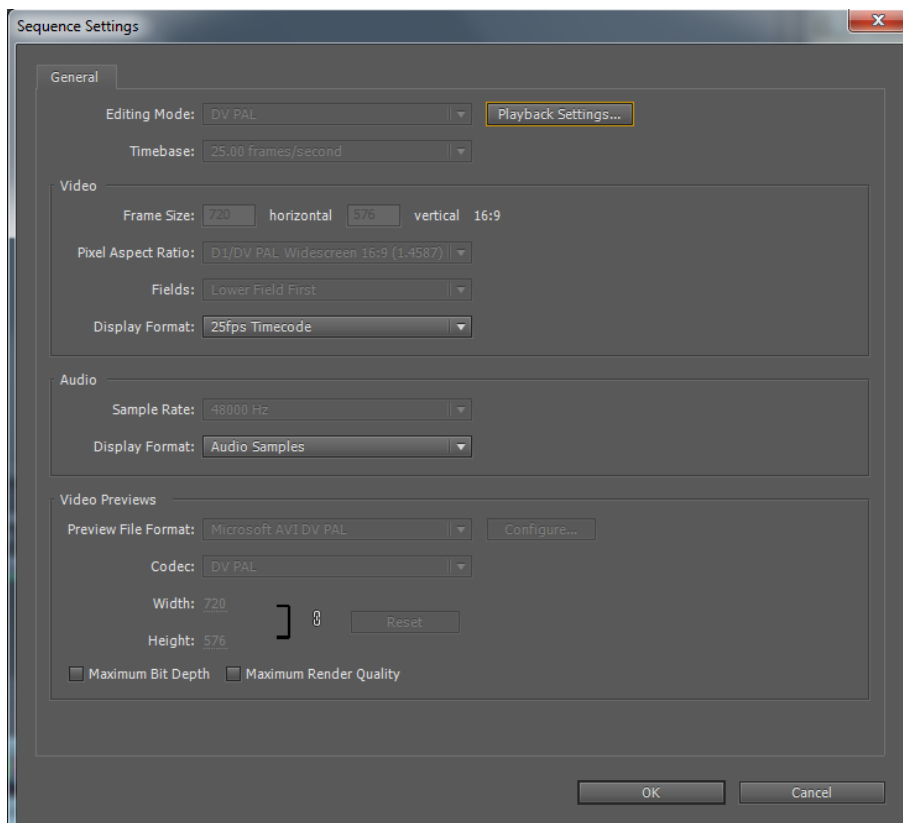 Sequence Settings
General
Editing Mode: DV PAL Playback Settings...
Timebase: 25.00 frames/second
Video
Frame Size: 720 horizontal 576 vertical 16:9
Pixel Aspect Ratio: D1/DV PAL Widescreen 16:9 (1.4587)
Fields: Lower Field First
Display Format: 25fps Timecode
Audio
Sample Rate: 48000 Hz
Display Format: Audio Samples
Video Previews
Preview File Format: Microsoft AVI DV PAL Configure...
Codec: DV PAL
Width: 720
Reset
Height: 576
Maximum Bit Depth Maximum Render Quality
OK Cancel